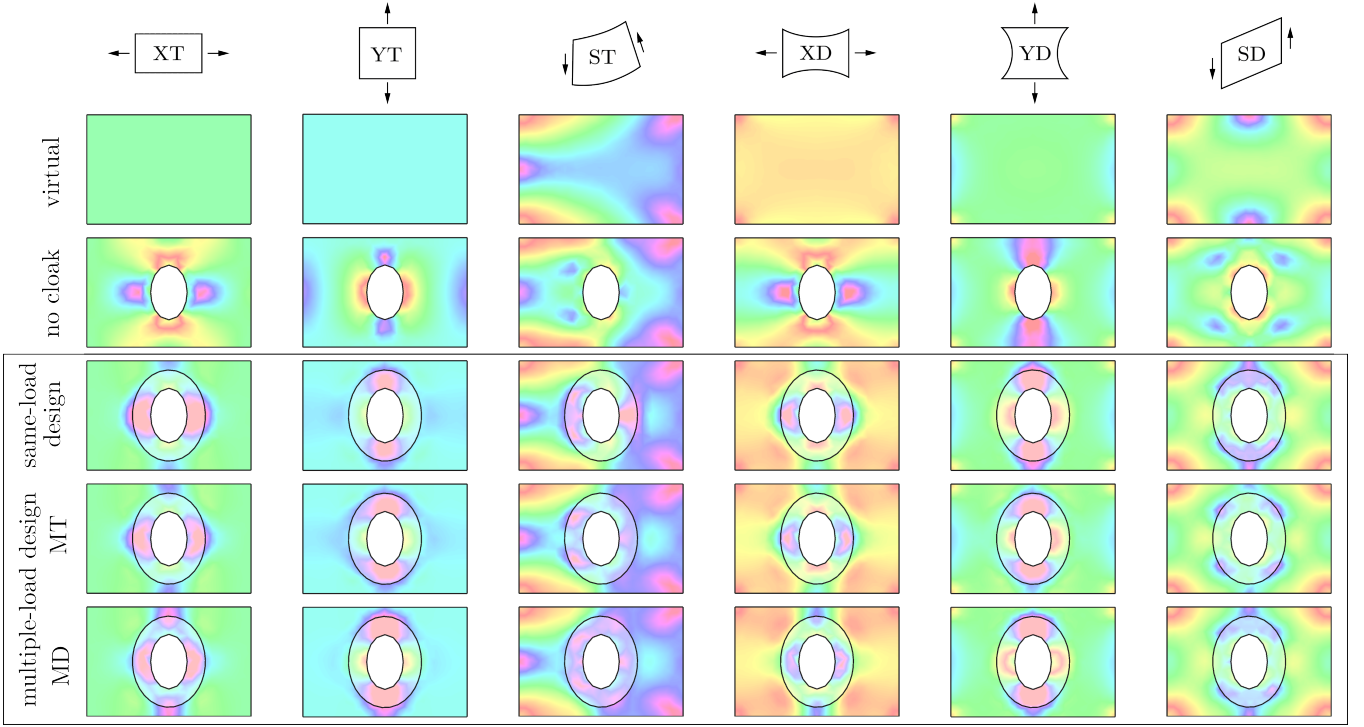 XT
YT
ST
XD
YD
SD
virtual
no cloak
same-load
design
multiple-load design
MT
MD